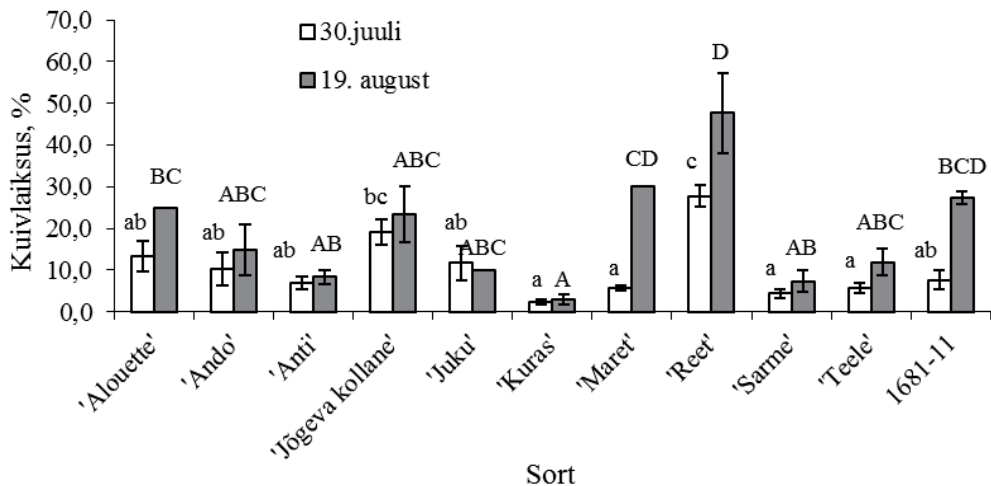 Kuivlaiksus, %
70,0
60,0
50,0
40,0
30,0
20,0
10,0
0,0
30.juuli
19. august
ab BC
ab ABC
ab AB
bc ABC
ab ABC
a A
a CD
c D
a AB
a ABC
ab BCD
'Alouette'
'Ando'
'Anti'
'Jõgeva kollane'
'Juku'
'Kuras'
'Maret'
'Reet'
'Sarme'
'Teele'
1681-11
Sort